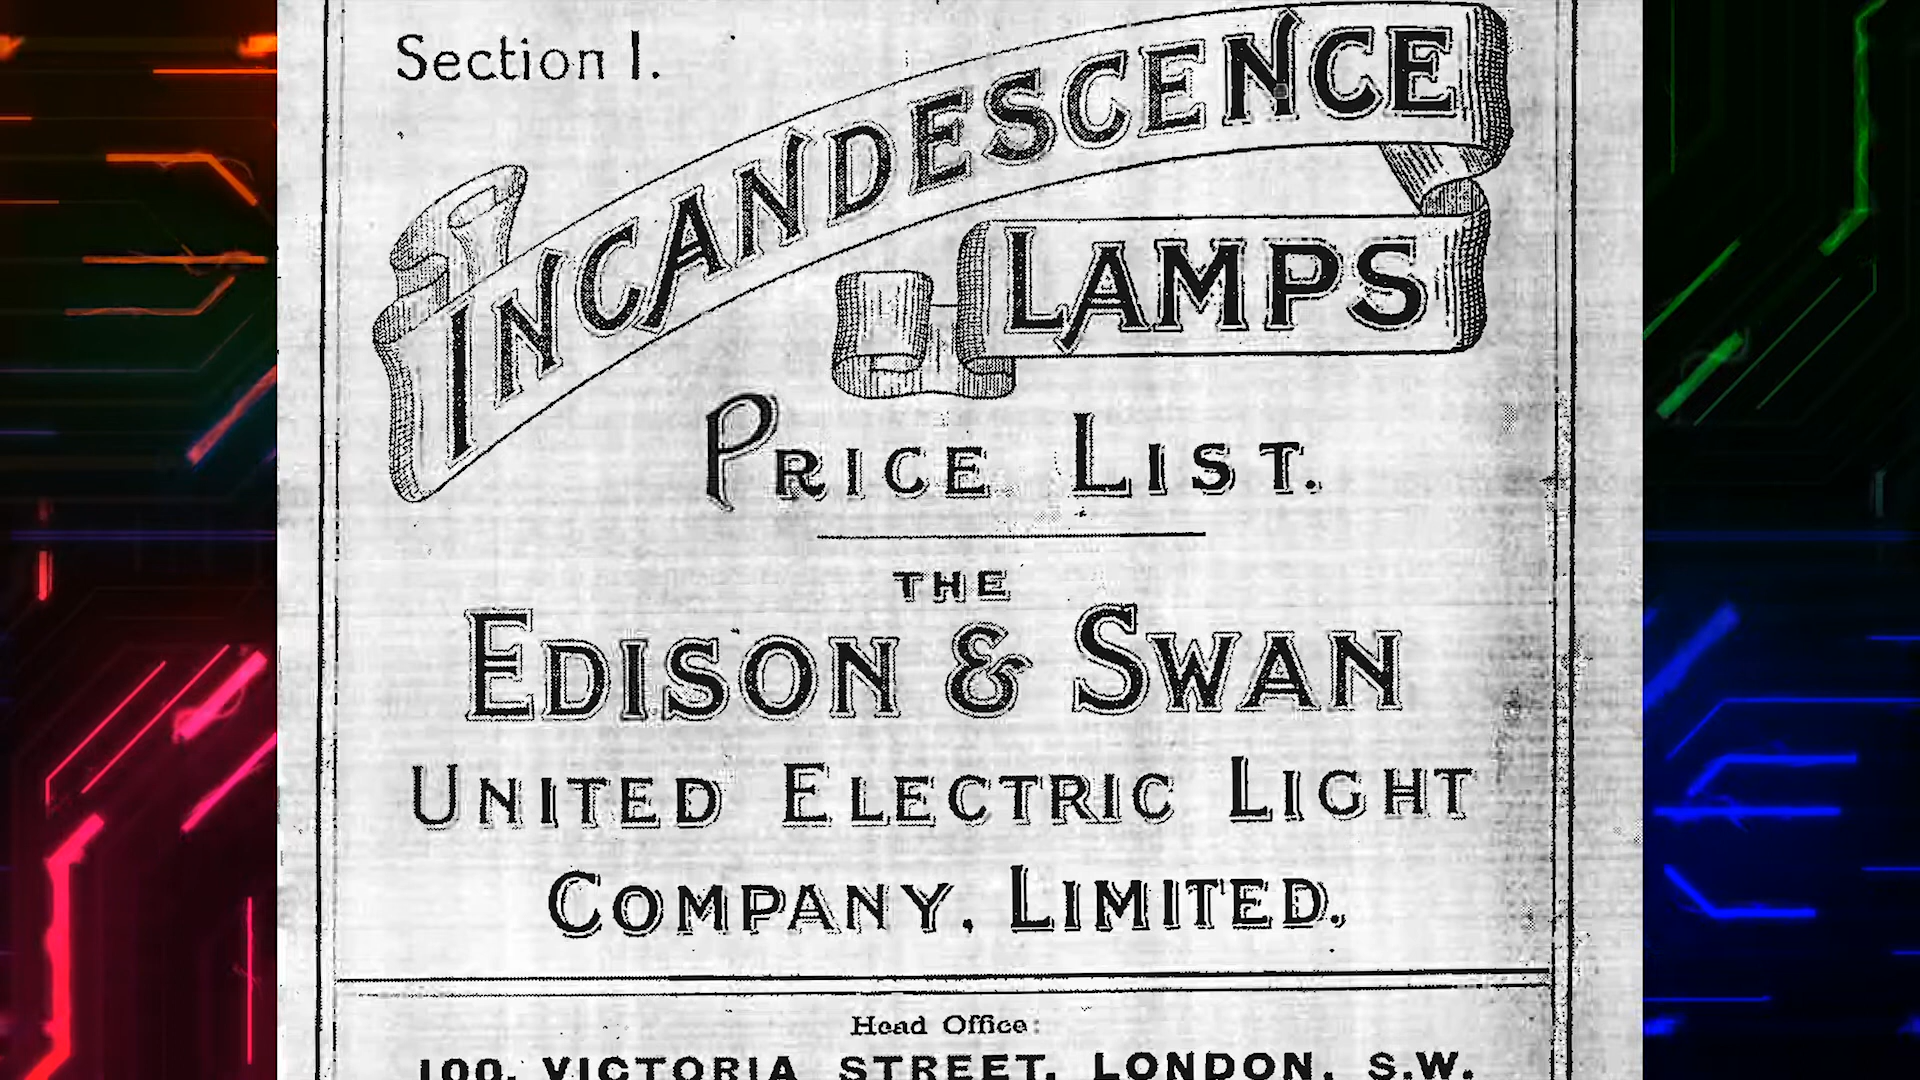 Section 1.
INCANDESCENCE
LAMPS
PRICE LIST.
THE
EDISON & SWAN
UNITED ELECTRIC LIGHT
COMPANY, LIMITED,
Head Office:
100, VICTORIA STREET, LONDON, S.W.